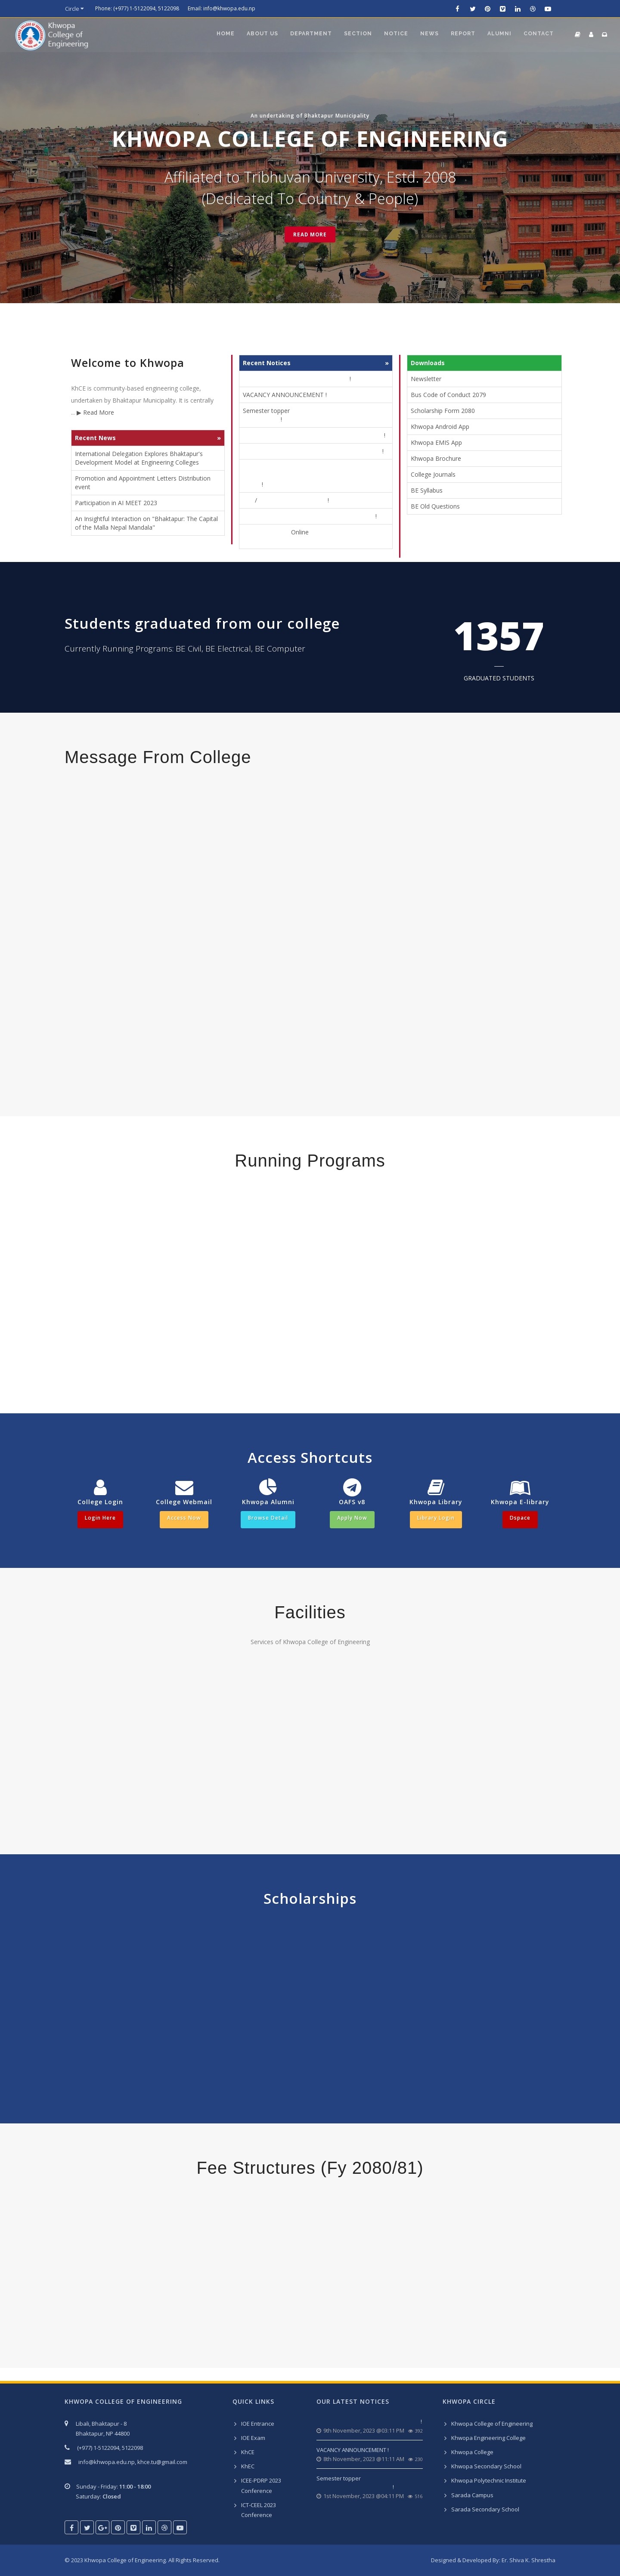 Circle
Phone: (+977) 1-5122094, 5122098
Email: info@khwopa.edu.np
Khwopa
College of
Engineering
HOME
ABOUT US
DEPARTMENT
SECTION
NOTICE
NEWS
REPORT
ALUMNI
CONTACT
An undertaking of Bhaktapur Municipality
KHWOPA COLLEGE OF ENGINEERING
Affiliated to Tribhuvan University, Estd. 2008
(Dedicated To Country & People)
READ MORE
Welcome to Khwopa
KhCE is community-based engineering college,
undertaken by Bhaktapur Municipality. It is centrally
... ▶ Read More
Recent News »
International Delegation Explores Bhaktapur's
Development Model at Engineering Colleges
Promotion and Appointment Letters Distribution
event
Participation in AI MEET 2023
An Insightful Interaction on "Bhaktapur: The Capital
of the Malla Nepal Mandala"
Recent Notices »
!
VACANCY ANNOUNCEMENT !
Semester topper
!
!
!
!
/ !
!
Online
Downloads
Newsletter
Bus Code of Conduct 2079
Scholarship Form 2080
Khwopa Android App
Khwopa EMIS App
Khwopa Brochure
College Journals
BE Syllabus
BE Old Questions
Students graduated from our college
Currently Running Programs: BE Civil, BE Electrical, BE Computer
1357
GRADUATED STUDENTS
Message From College
Running Programs
Access Shortcuts
College Login
Login Here
College Webmail
Access Now
Khwopa Alumni
Browse Detail
OAFS v8
Apply Now
Khwopa Library
Library Login
Khwopa E-library
Dspace
Facilities
Services of Khwopa College of Engineering
Scholarships
Fee Structures (Fy 2080/81)
KHWOPA COLLEGE OF ENGINEERING
Libali, Bhaktapur - 8
Bhaktapur, NP 44800
(+977) 1-5122094, 5122098
info@khwopa.edu.np, khce.tu@gmail.com
Sunday - Friday: 11:00 - 18:00
Saturday: Closed
QUICK LINKS
IOE Entrance
IOE Exam
KhCE
KhEC
ICEE-PDRP 2023
Conference
ICT-CEEL 2023
Conference
OUR LATEST NOTICES
!
9th November, 2023 @03:11 PM 392
VACANCY ANNOUNCEMENT !
8th November, 2023 @11:11 AM 230
Semester topper
!
1st November, 2023 @04:11 PM 516
KHWOPA CIRCLE
Khwopa College of Engineering
Khwopa Engineering College
Khwopa College
Khwopa Secondary School
Khwopa Polytechnic Institute
Sarada Campus
Sarada Secondary School
© 2023 Khwopa College of Engineering. All Rights Reserved.
Designed & Developed By: Er. Shiva K. Shrestha